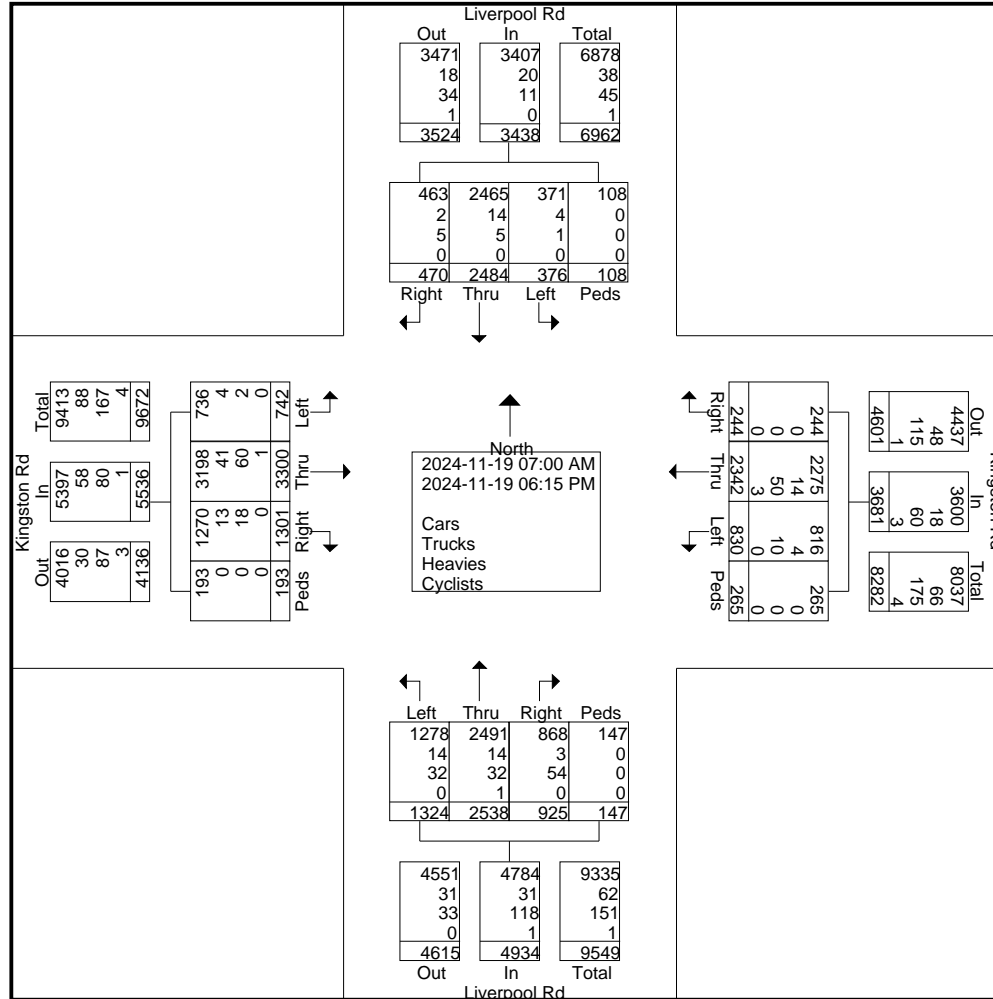 Liverpool Rd
Out In Total
3471 3407 6878
18 20 38
34 11 45
1 0 1
3524 3438 6962
463 2465 371 108
2 14 4 0
5 5 1 0
0 0 0 0
470 2484 376 108
Right Thru Left Peds
Kingston Rd
Total
9413
88
167
4
9672
In
5397
58
80
1
5536
Out
4016
30
87
3
4136
736
4
2
0
742
Left
3198
41
60
1
3300
Thru
1270
13
18
0
1301
Right
193
0
0
0
193
Peds
North
2024-11-19 07:00 AM
2024-11-19 06:15 PM
Cars
Trucks
Heavies
Cyclists
Right
244
0
0
0
244
Thru
2342
3
50
14
2275
Left
830
0
10
4
816
Peds
265
0
0
0
265
Out
4437
48
115
1
4601
In
3600
18
60
3
3681
Total
8037
66
175
4
8282
Left Thru Right Peds
1278 2491 868 147
14 14 3 0
32 32 54 0
0 1 0 0
1324 2538 925 147
4551 4784 9335
31 31 62
33 118 151
0 1 1
4615 4934 9549
Out In Total
Liverpool Rd